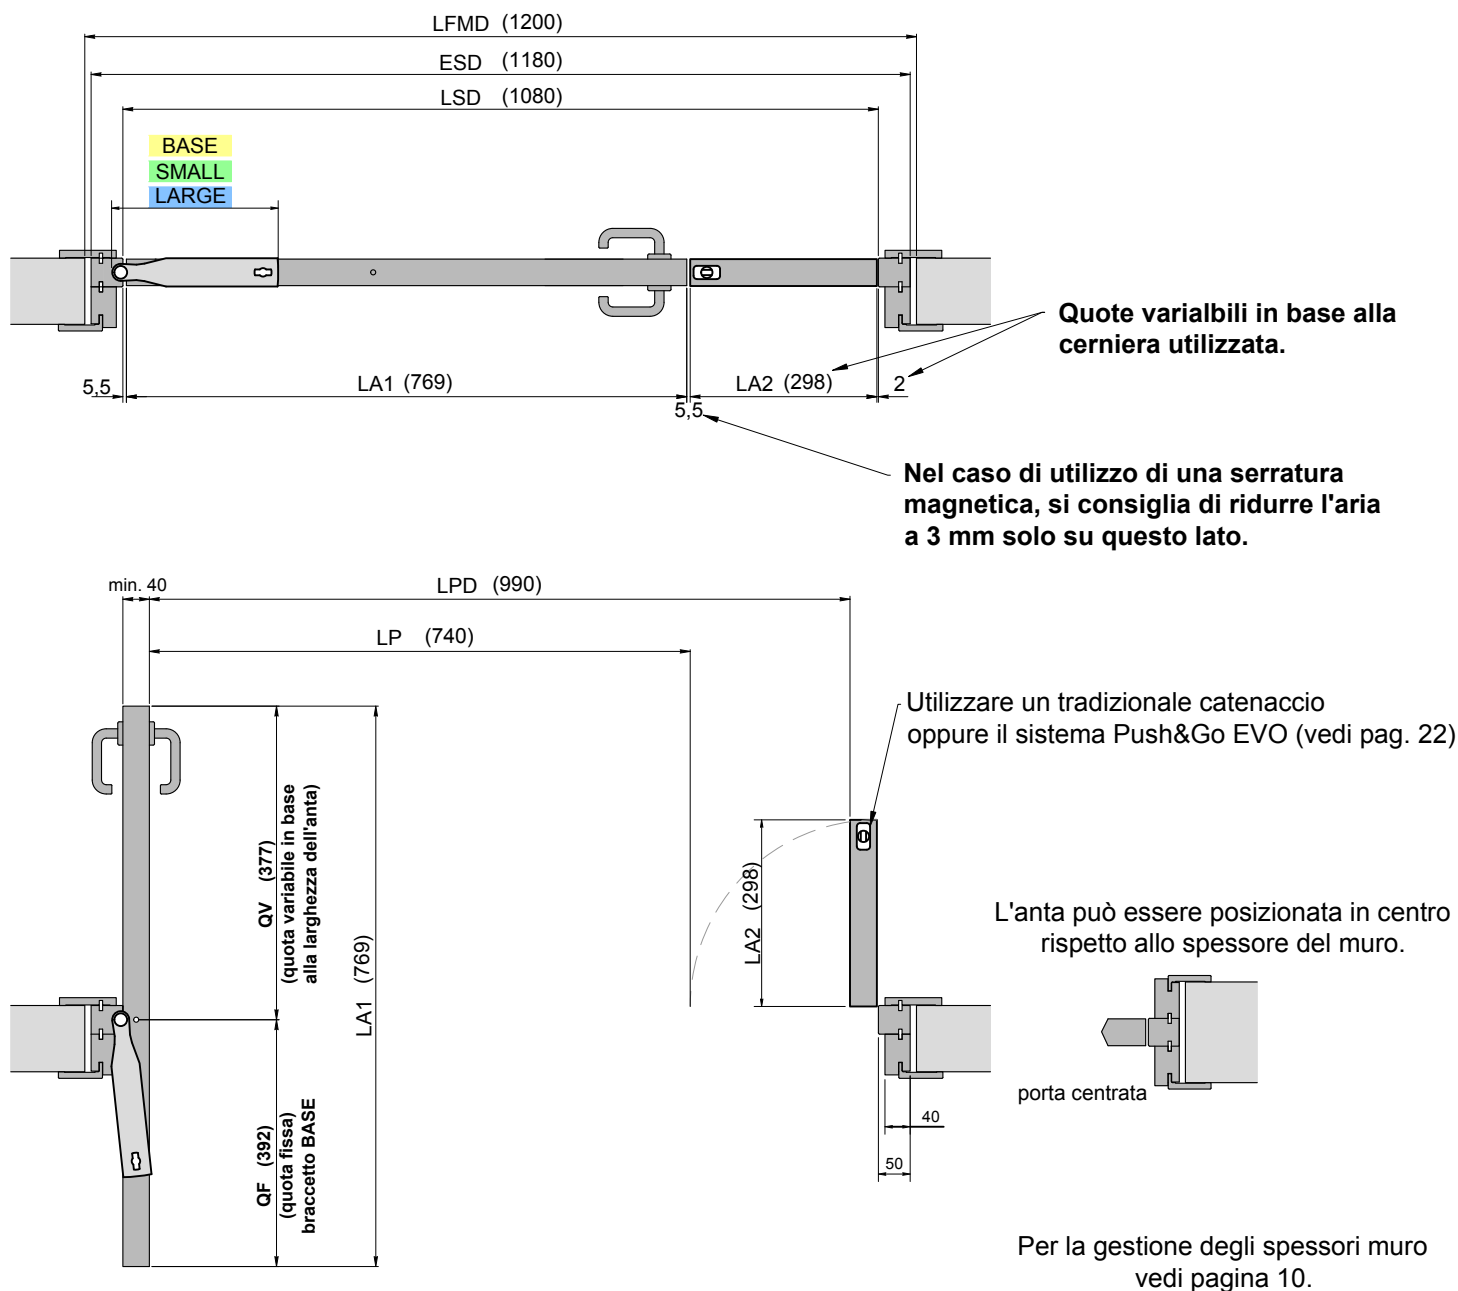 LFMD (1200)
ESD (1180)
LSD (1080)
BASE
SMALL
LARGE
Quote varialbili in base alla
cerniera utilizzata.
5,5
LA1 (769)
LA2 (298)
2
5,5
Nel caso di utilizzo di una serratura
magnetica, si consiglia di ridurre l'aria
a 3 mm solo su questo lato.
min. 40
LPD (990)
LP (740)
Utilizzare un tradizionale catenaccio
oppure il sistema Push&Go EVO (vedi pag. 22)
QV (377)
(quota variabile in base
alla larghezza dell'anta)
LA1 (769)
LA2 (298)
L'anta può essere posizionata in centro
rispetto allo spessore del muro.
porta centrata
QF (392)
(quota fissa)
braccetto BASE
40
50
Per la gestione degli spessori muro
vedi pagina 10.